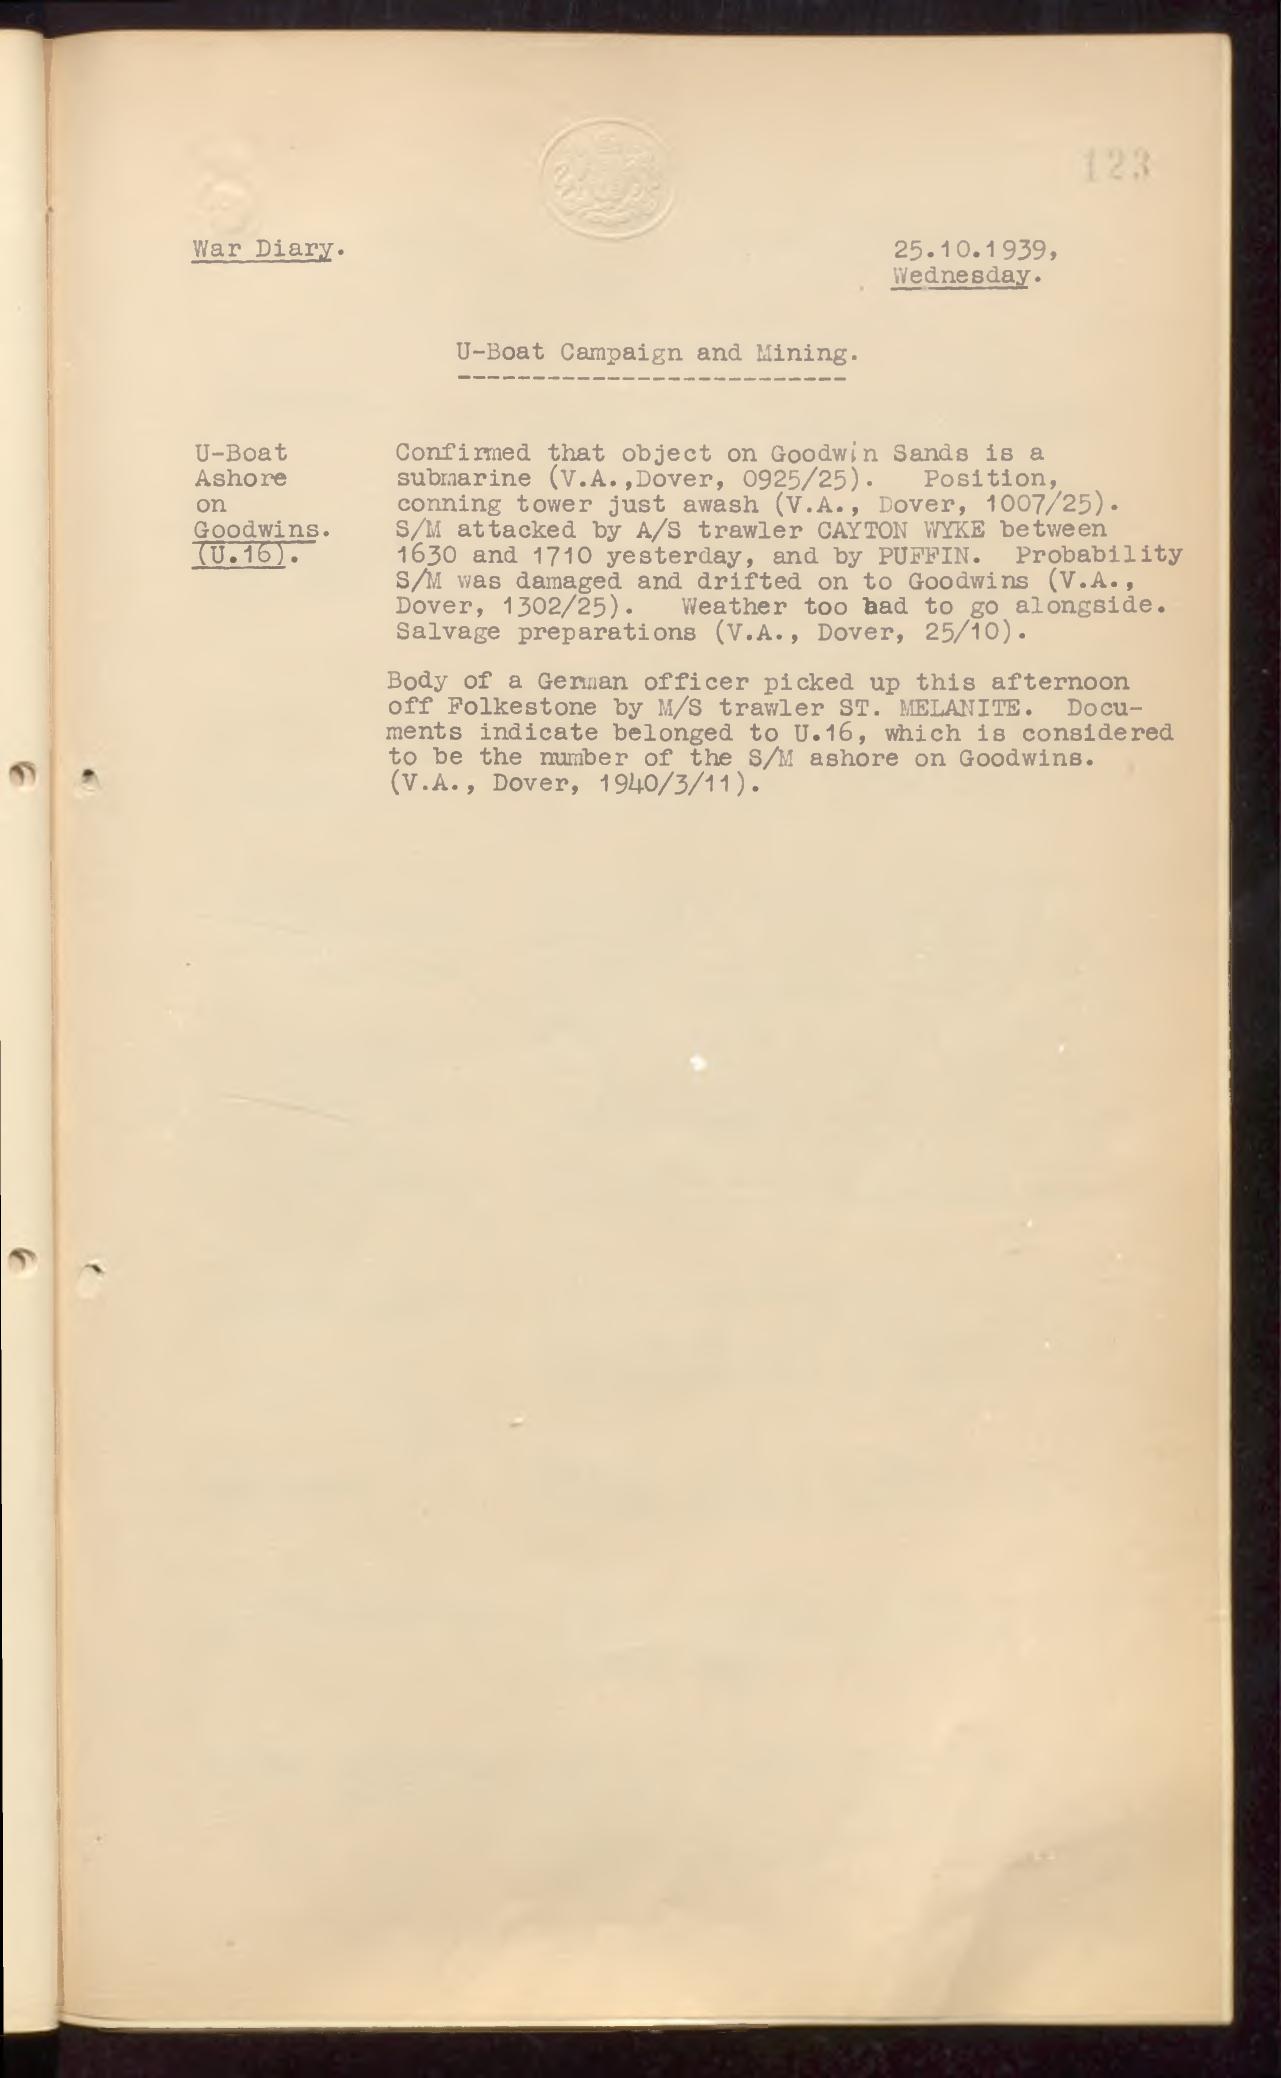 123
War Diary.
25.10.1939,
Wednesday.
U-Boat Campaign and Mining.
U-Boat
Ashore
on
Goodwins.
(U.16).
Confirmed that object on Goodwin Sands is a
submarine (V.A.,Dover, 0925/25). Position,
conning tower just awash (V.A., Dover, 1007/25).
S/M attacked by A/S trawler CAYTON WYKE between
1630 and 1710 yesterday, and by PUFFIN. Probability
S/M was damaged and drifted on to Goodwins (V.A.,
Dover, 1302/25). Weather too bad to go alongside.
Salvage preparations (V.A., Dover, 25/10).
Body of a German officer picked up this afternoon
off Folkestone by M/S trawler ST. MELANITE. Docu-
ments indicate belonged to U.16, which is considered
to be the number of the S/M ashore on Goodwins.
(V.A., Dover, 1940/3/11).